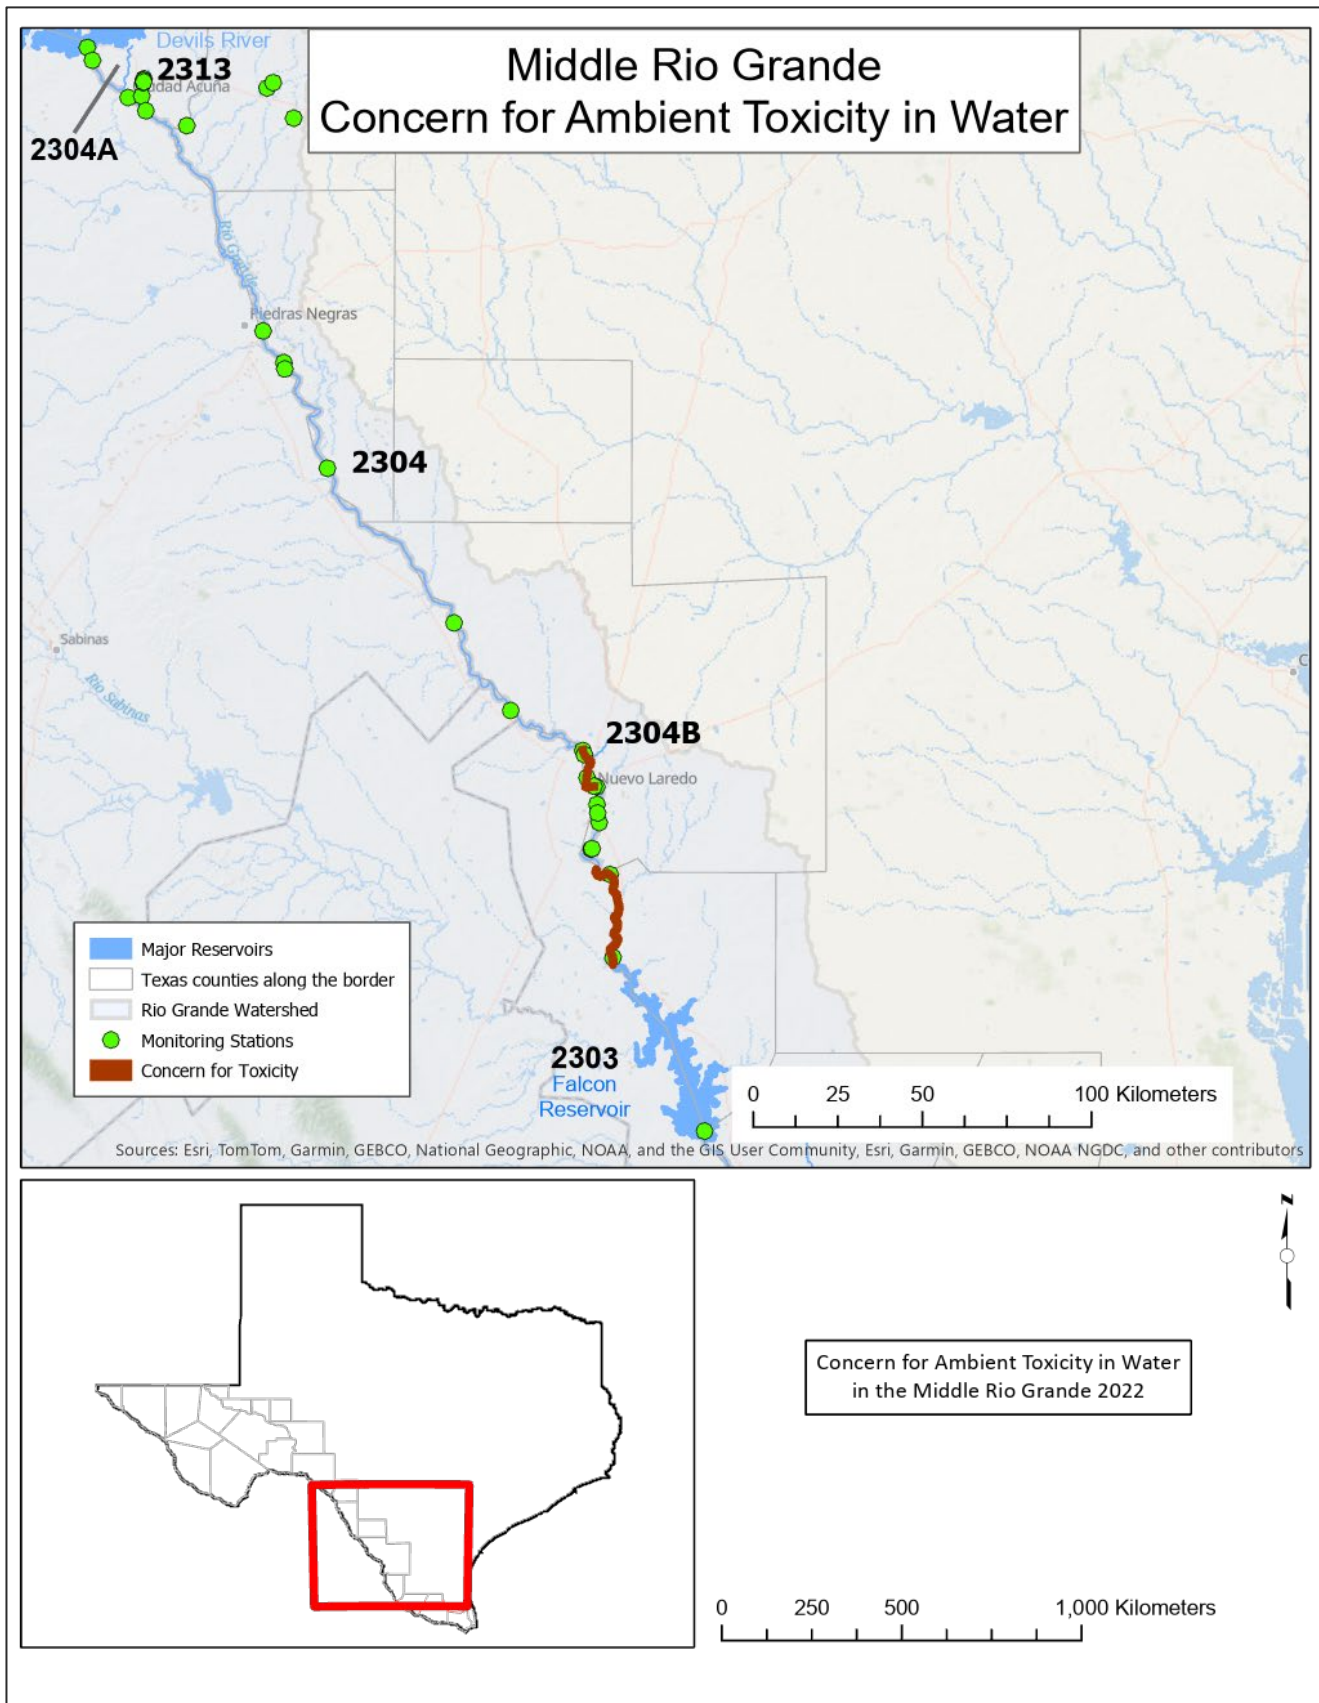 Devils River
2313
Middle Rio Grande
Concern for Ambient Toxicity in Water
2304A
Rio Grande
Piedras Negras
2304
Sabinas
Rio Sabinas
2304B
Nuevo Laredo
Major Reservoirs
Texas counties along the border
Rio Grande Watershed
Monitoring Stations
Concern for Toxicity
2303
Falcon
Reservoir
0 25 50 100 Kilometers
Sources: Esri, TomTom, Garmin, GEBCO, National Geographic, NOAA, and the GIS User Community, Esri, Garmin, GEBCO, NOAA NGDC, and other contributors
z
Concern for Ambient Toxicity in Water
in the Middle Rio Grande 2022
0 250 500 1,000 Kilometers